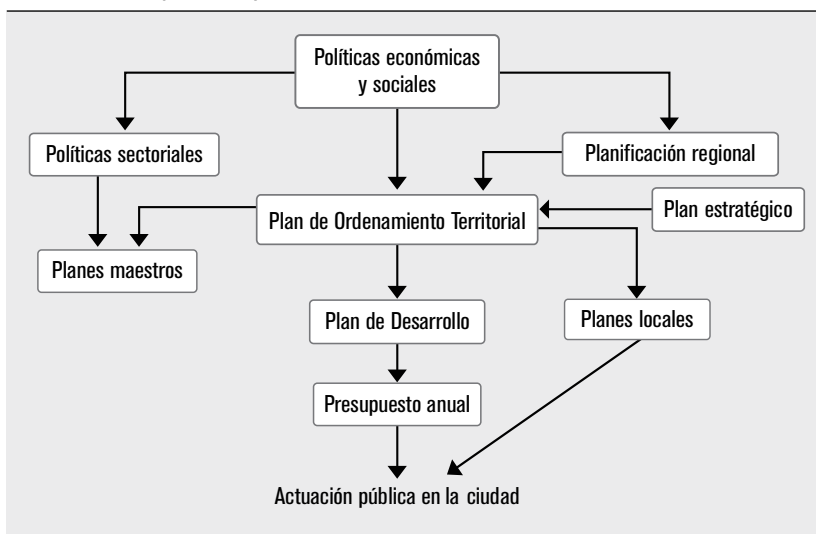 Políticas económicas
y sociales
Políticas sectoriales
Planificación regional
Plan de Ordenamiento Territorial
Plan estratégico
Planes maestros
Plan de Desarrollo
Planes locales
Presupuesto anual
Actuación pública en la ciudad